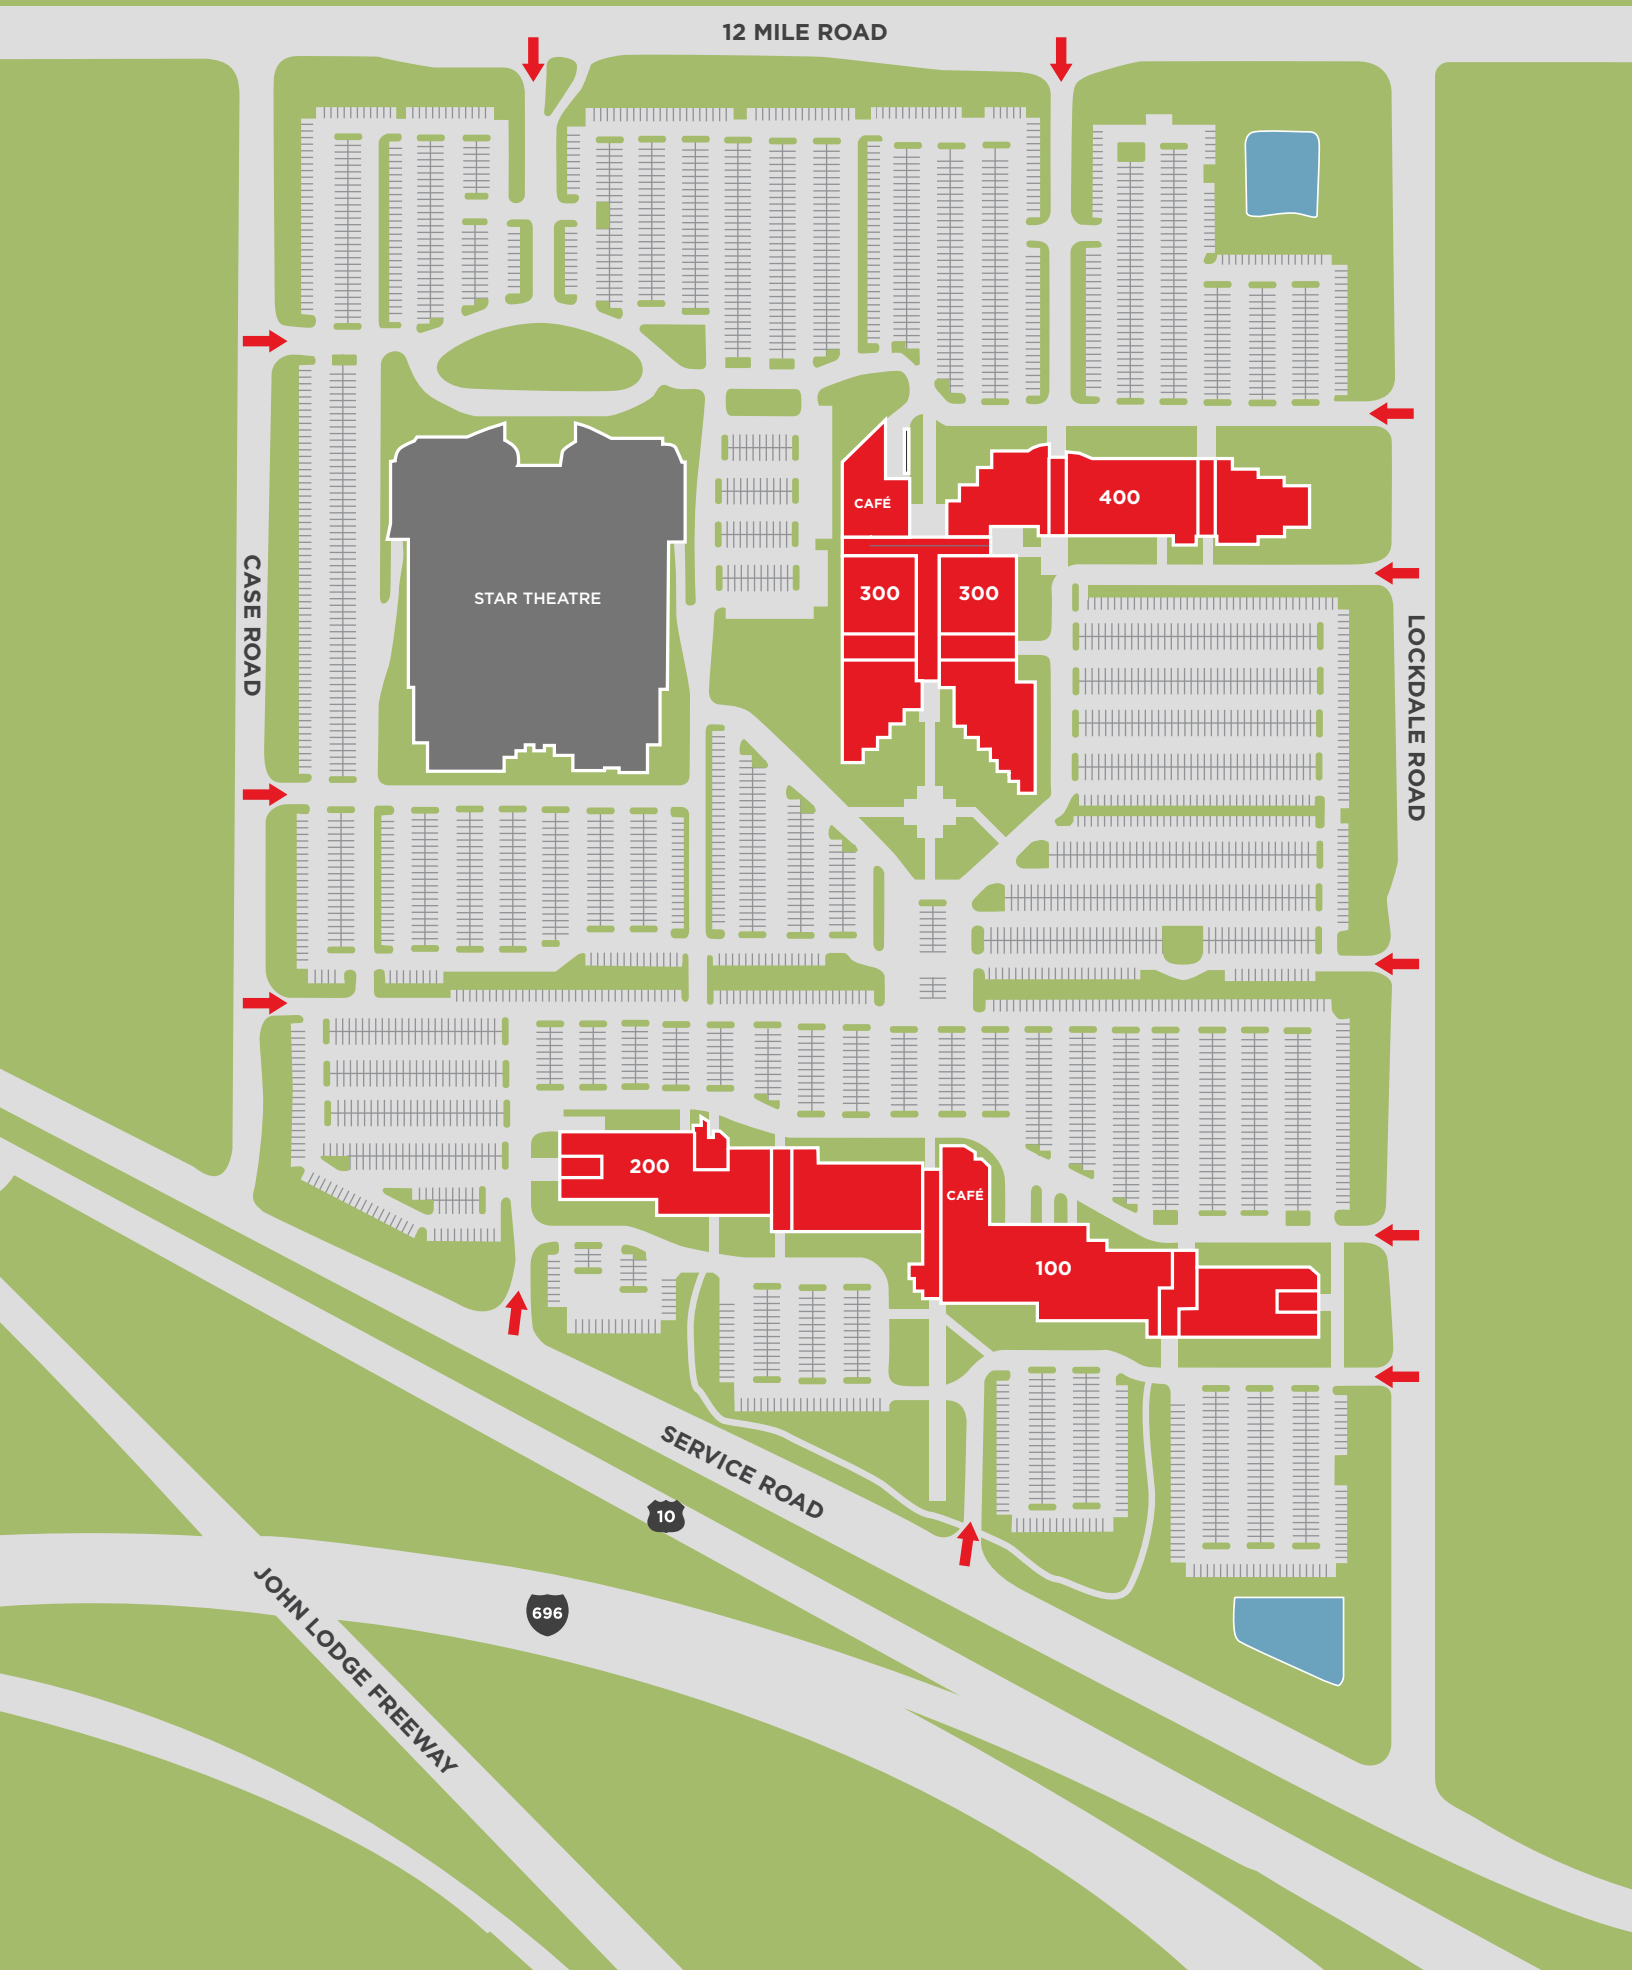 12 MILE ROAD
CAFÉ
400
CASE ROAD
STAR THEATRE
300
300
LOCKDALE ROAD
200
CAFÉ
100
SERVICE ROAD
10
696
JOHN LODGE FREEWAY